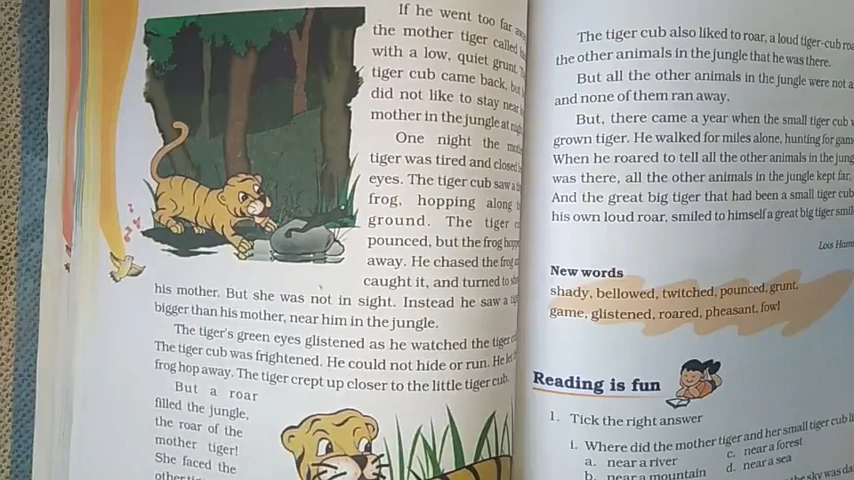 If he went too far
the mother tiger called
with a low, quiet grunt.
tiger cub came back, but
did not like to stay near
mother in the jungle at
One night the
tiger was tired and closed
eyes. The tiger cub saw a
frog, hopping along
ground. The tiger
pounced, but the frog
away. He chased the frog
caught it, and turned to
his mother. But she was not in sight. Instead he saw a
bigger than his mother, near him in the jungle.
The tiger's green eyes glistened as he watched the tiger
The tiger cub was frightened. He could not hide or run. He
frog hop away. The tiger crept up closer to the little tiger cub.
But a roar
filled the jungle,
the roar of the
mother tiger!
She faced the
The tiger cub also liked to roar, a loud tiger-cub
the other animals in the jungle that he was there.
But all the other animals in the jungle were not
and none of them ran away.
But, there came a year when the small tiger cub
grown tiger. He walked for miles alone, hunting for
When he roared to tell all the other animals in the
was there, all the other animals in the jungle kept far,
And the great big tiger that had been a small tiger cub
his own loud roar, smiled to himself a great big tiger
Lois
New words
shady, bellowed, twitched, pounced, grunt,
game, glistened, roared, pheasant, fowl
Reading is fun
1. Tick the right answer
i. Where did the mother tiger and her small tiger cub
a. near a river
c. near a forest
b. near a mountain
d. near a sea
the sky was